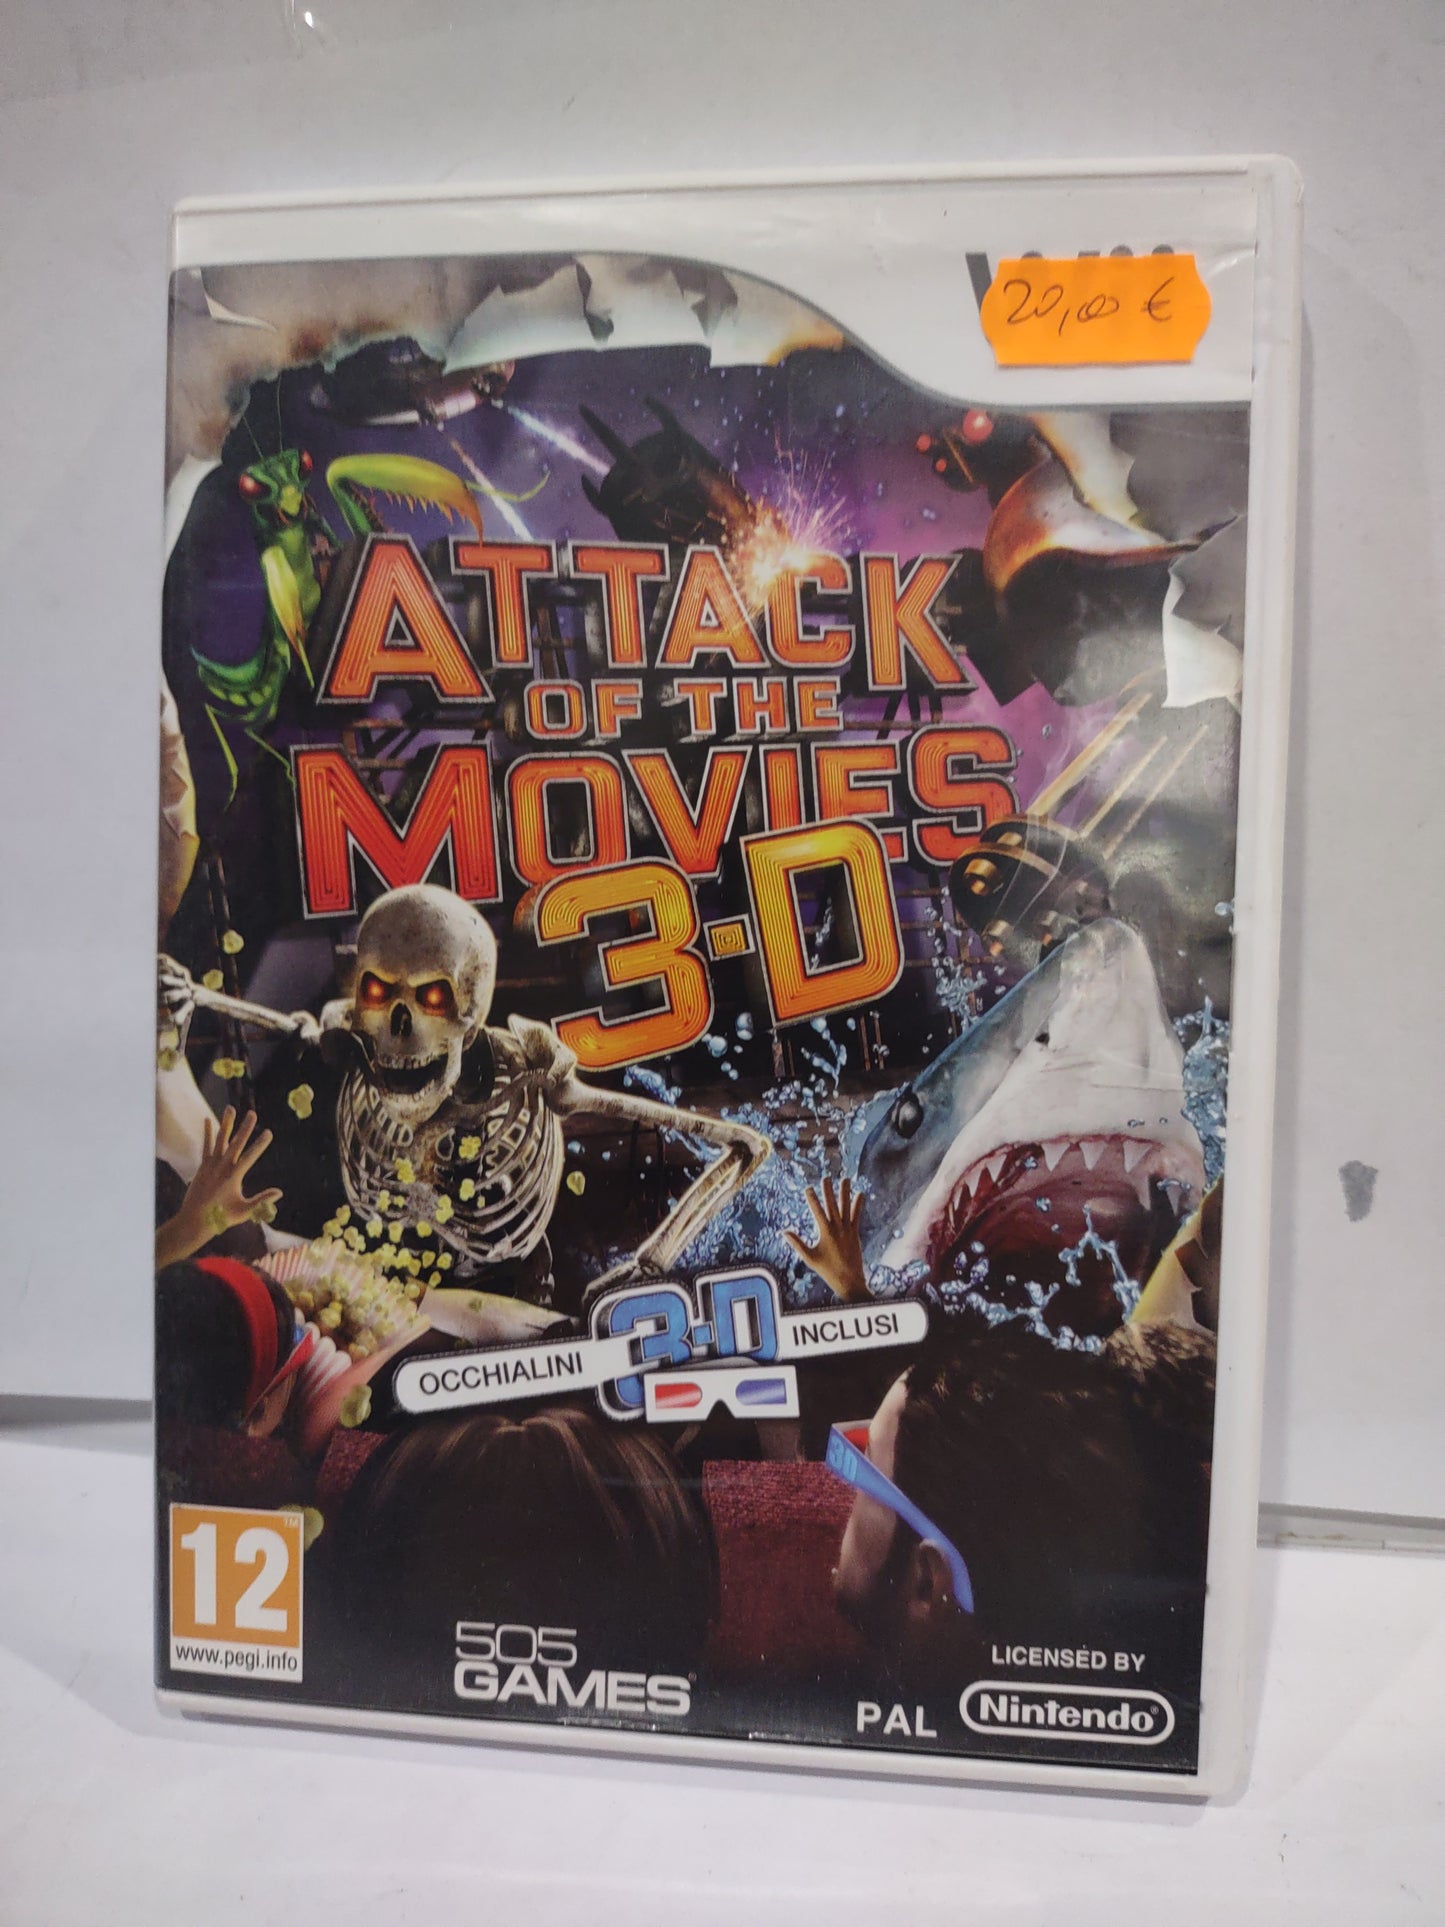 20,00 €
ATTACK
OF THE
MOVIES
3-D
OCCHIALINI 3-D INCLUSI
3D
12
www.pegi.info
505
GAMES
LICENSED BY
PAL Nintendo